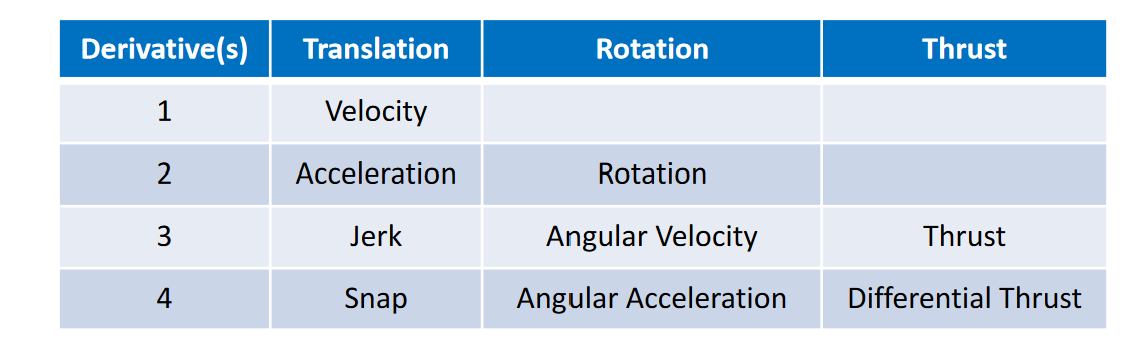 Derivative(s) Translation Rotation Thrust
1 Velocity
2 Acceleration Rotation
3 Jerk Angular Velocity Thrust
4 Snap Angular Acceleration Differential Thrust